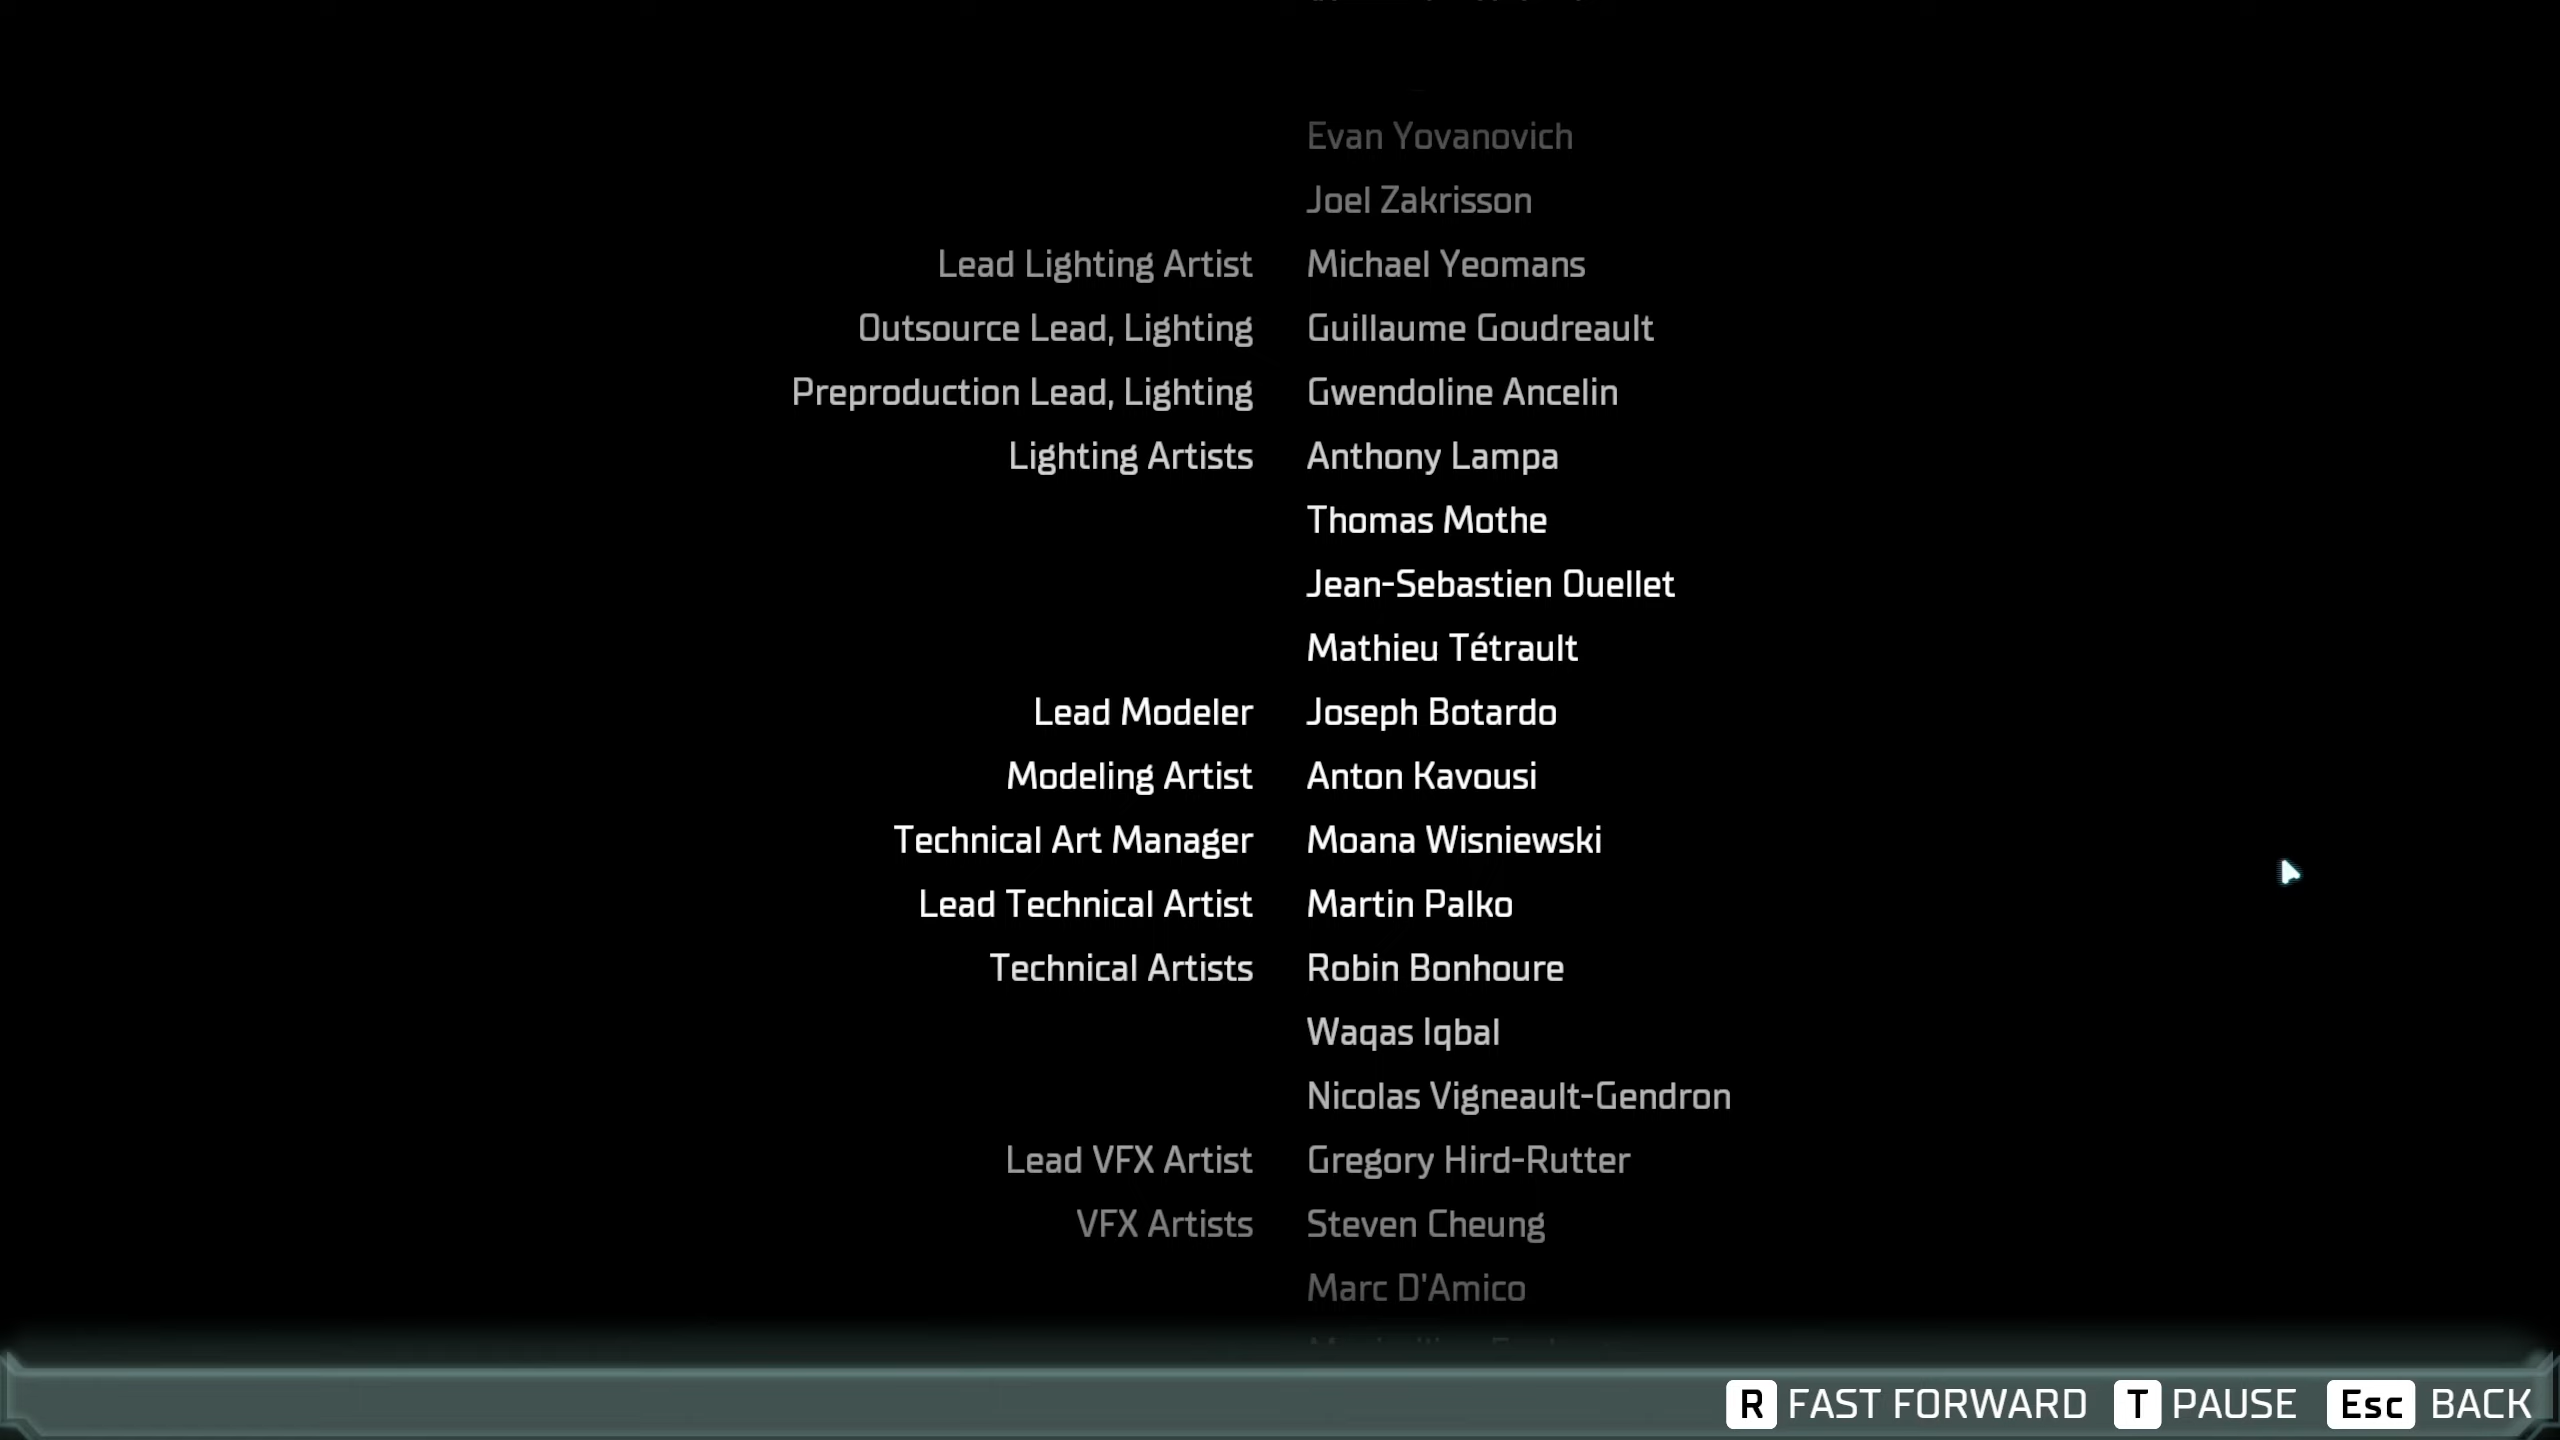 Evan Yovanovich
Joel Zakrisson
Lead Lighting Artist Michael Yeomans
Outsource Lead, Lighting Guillaume Goudreault
Preproduction Lead, Lighting Gwendoline Ancelin
Lighting Artists Anthony Lampa
Thomas Mothe
Jean-Sebastien Ouellet
Mathieu Tétrault
Lead Modeler Joseph Botardo
Modeling Artist Anton Kavousi
Technical Art Manager Moana Wisniewski
Lead Technical Artist Martin Palko
Technical Artists Robin Bonhoure
Waqas Iqbal
Nicolas Vigneault-Gendron
Lead VFX Artist Gregory Hird-Rutter
VFX Artists Steven Cheung
Marc D'Amico
R FAST FORWARD T PAUSE Esc BACK